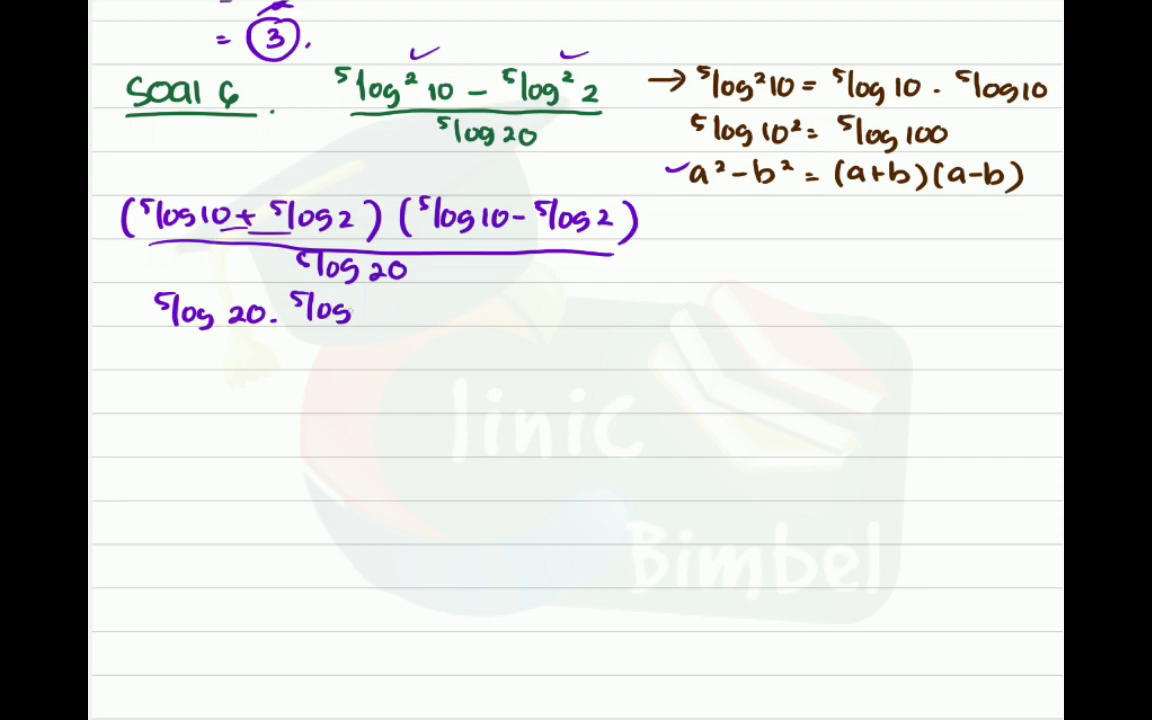 = 3.
Soal 6. ⁵log² 10 - ⁵log² 2 → ⁵log² 10 = ⁵log 10 . ⁵log 10
⁵log 20 ⁵log 10² = ⁵log 100
a² - b² = (a+b)(a-b)
(⁵log 10 + ⁵log 2) (⁵log 10 - ⁵log 2)
⁵log 20
⁵log 20 . ⁵log
linic
Bimbel